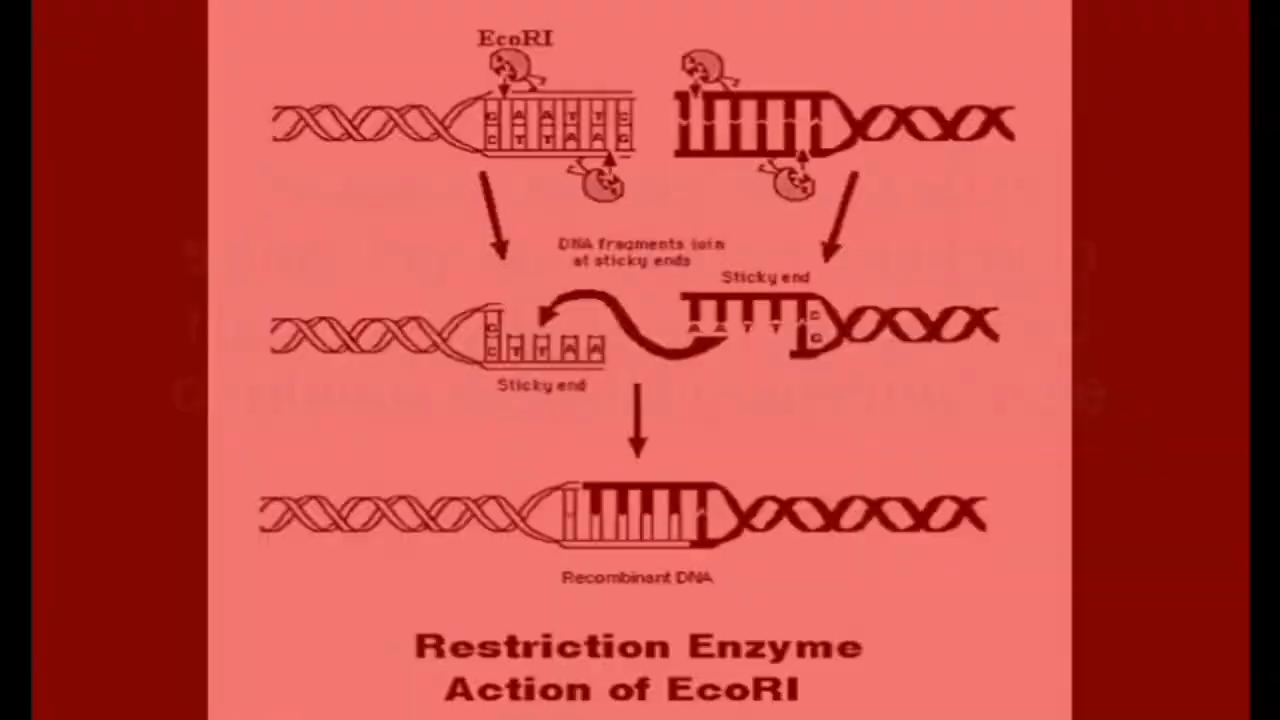 EcoRI
G A A T T C
C T T A A G
DNA fragments join
at sticky ends
Sticky end
G
C T T A A
A A T T C
G
Sticky end
Recombinant DNA
Restriction Enzyme
Action of EcoRI